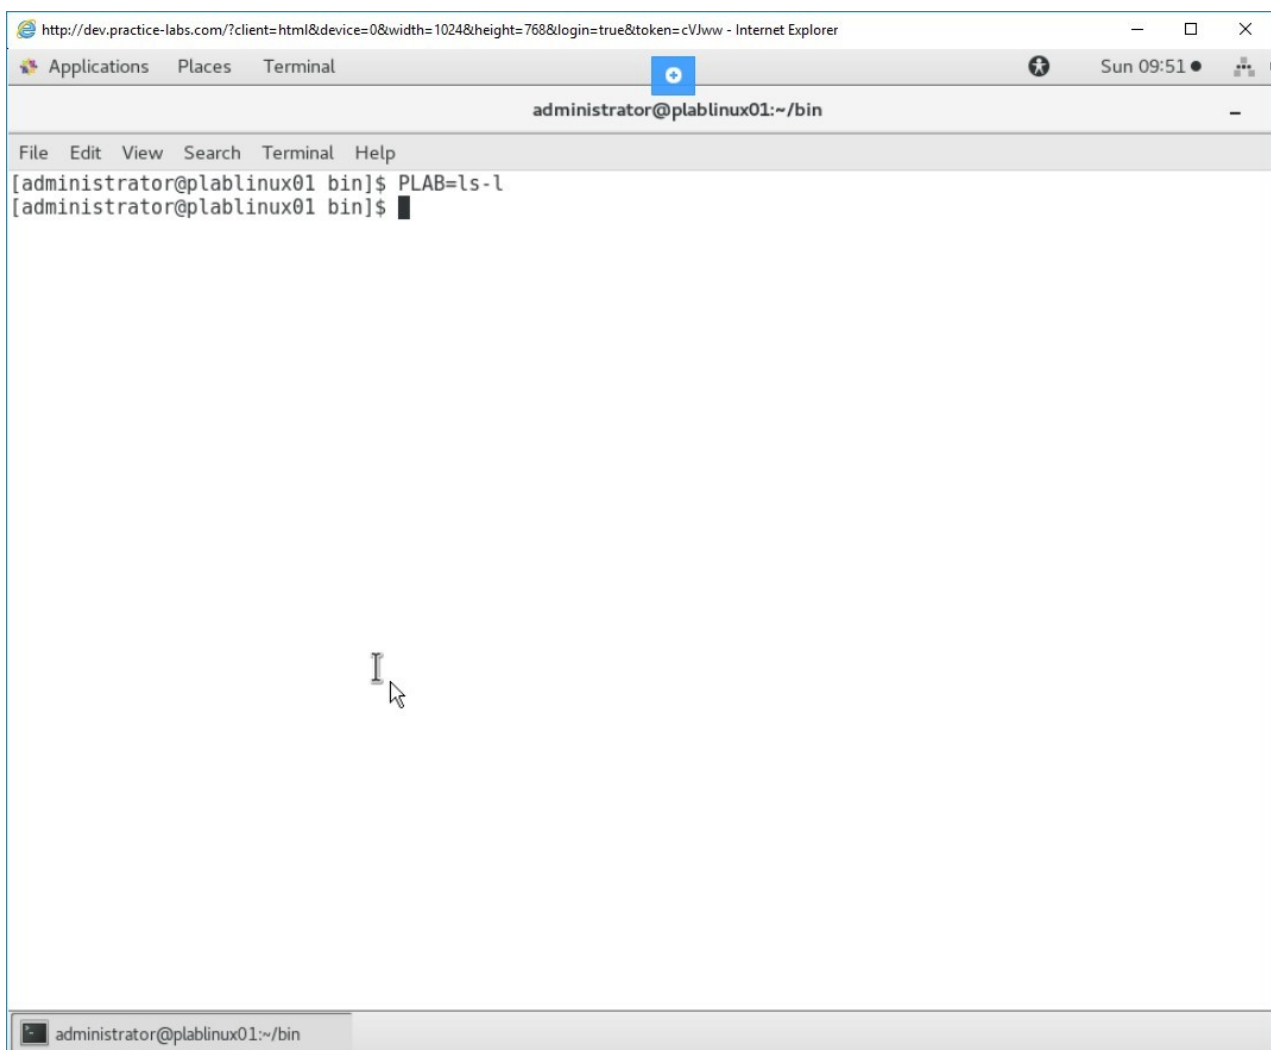 http://dev.practice-labs.com/?client=html&device=0&width=1024&height=768&login=true&token=cVJww - Internet Explorer
Applications Places Terminal Sun 09:51
administrator@plablinux01:~/bin
File Edit View Search Terminal Help
[administrator@plablinux01 bin]$ PLAB=ls-l
[administrator@plablinux01 bin]$
administrator@plablinux01:~/bin